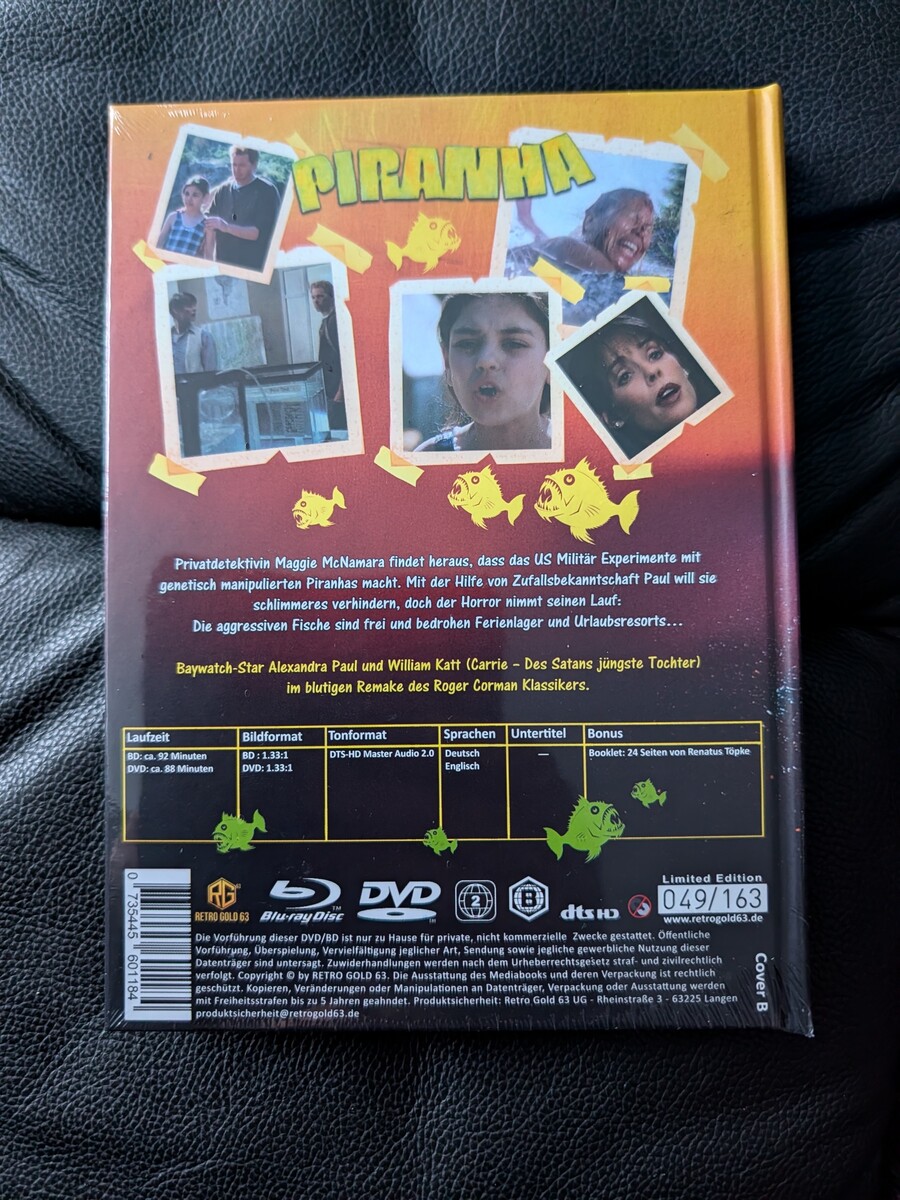 PIRANHA
Privatdetektivin Maggie McNamara findet heraus, dass das US Militär Experimente mit
genetisch manipulierten Piranhas macht. Mit der Hilfe von Zufallsbekanntschaft Paul will sie
schlimmeres verhindern, doch der Horror nimmt seinen Lauf:
Die aggressiven Fische sind frei und bedrohen Ferienlager und Urlaubsresorts...
Baywatch-Star Alexandra Paul und William Katt (Carrie – Des Satans jüngste Tochter)
im blutigen Remake des Roger Corman Klassikers.
Laufzeit Bildformat Tonformat Sprachen Untertitel Bonus
BD: ca. 92 Minuten BD : 1.33:1 DTS-HD Master Audio 2.0 Deutsch — Booklet: 24 Seiten von Renatus Töpke
DVD: ca. 88 Minuten DVD: 1.33:1 Englisch
Limited Edition
049/163
www.retrogold63.de
RG
RETRO GOLD 63
Blu-ray Disc™
DVD
2
B
dts HD
Die Vorführung dieser DVD/BD ist nur zu Hause für private, nicht kommerzielle Zwecke gestattet. Öffentliche
Vorführung, Überspielung, Vervielfältigung jeglicher Art, Sendung sowie jegliche gewerbliche Nutzung dieser
Datenträger sind untersagt. Zuwiderhandlungen werden nach dem Urheberrechtsgesetz straf- und zivilrechtlich
verfolgt. Copyright © by RETRO GOLD 63. Die Ausstattung des Mediabooks und deren Verpackung ist rechtlich
geschützt. Kopieren, Veränderungen oder Manipulationen an Datenträger, Verpackung oder Ausstattung werden
mit Freiheitsstrafen bis zu 5 Jahren geahndet. Produktsicherheit: Retro Gold 63 UG - Rheinstraße 3 - 63225 Langen
produktsicherheit@retrogold63.de
0 735445 601184
Cover B